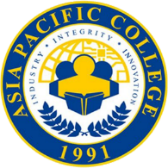 ASIA PACIFIC COLLEGE
INDUSTRY • INTEGRITY • INNOVATION
1991